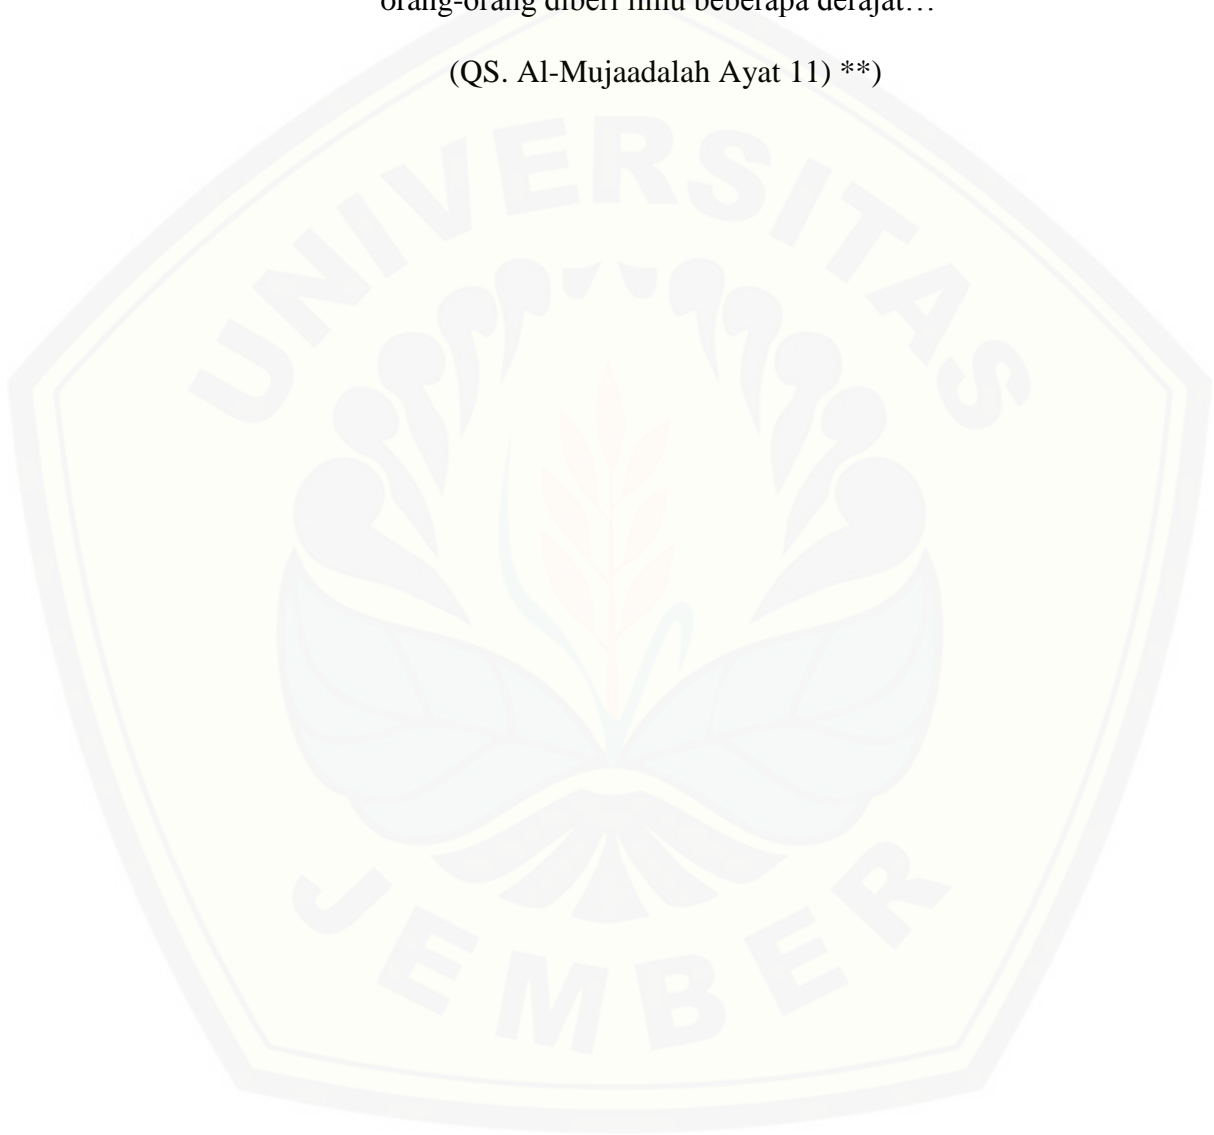 orang-orang diberi ilmu beberapa derajat…
(QS. Al-Mujaadalah Ayat 11) **)
UNIVERSITAS
JEMBER